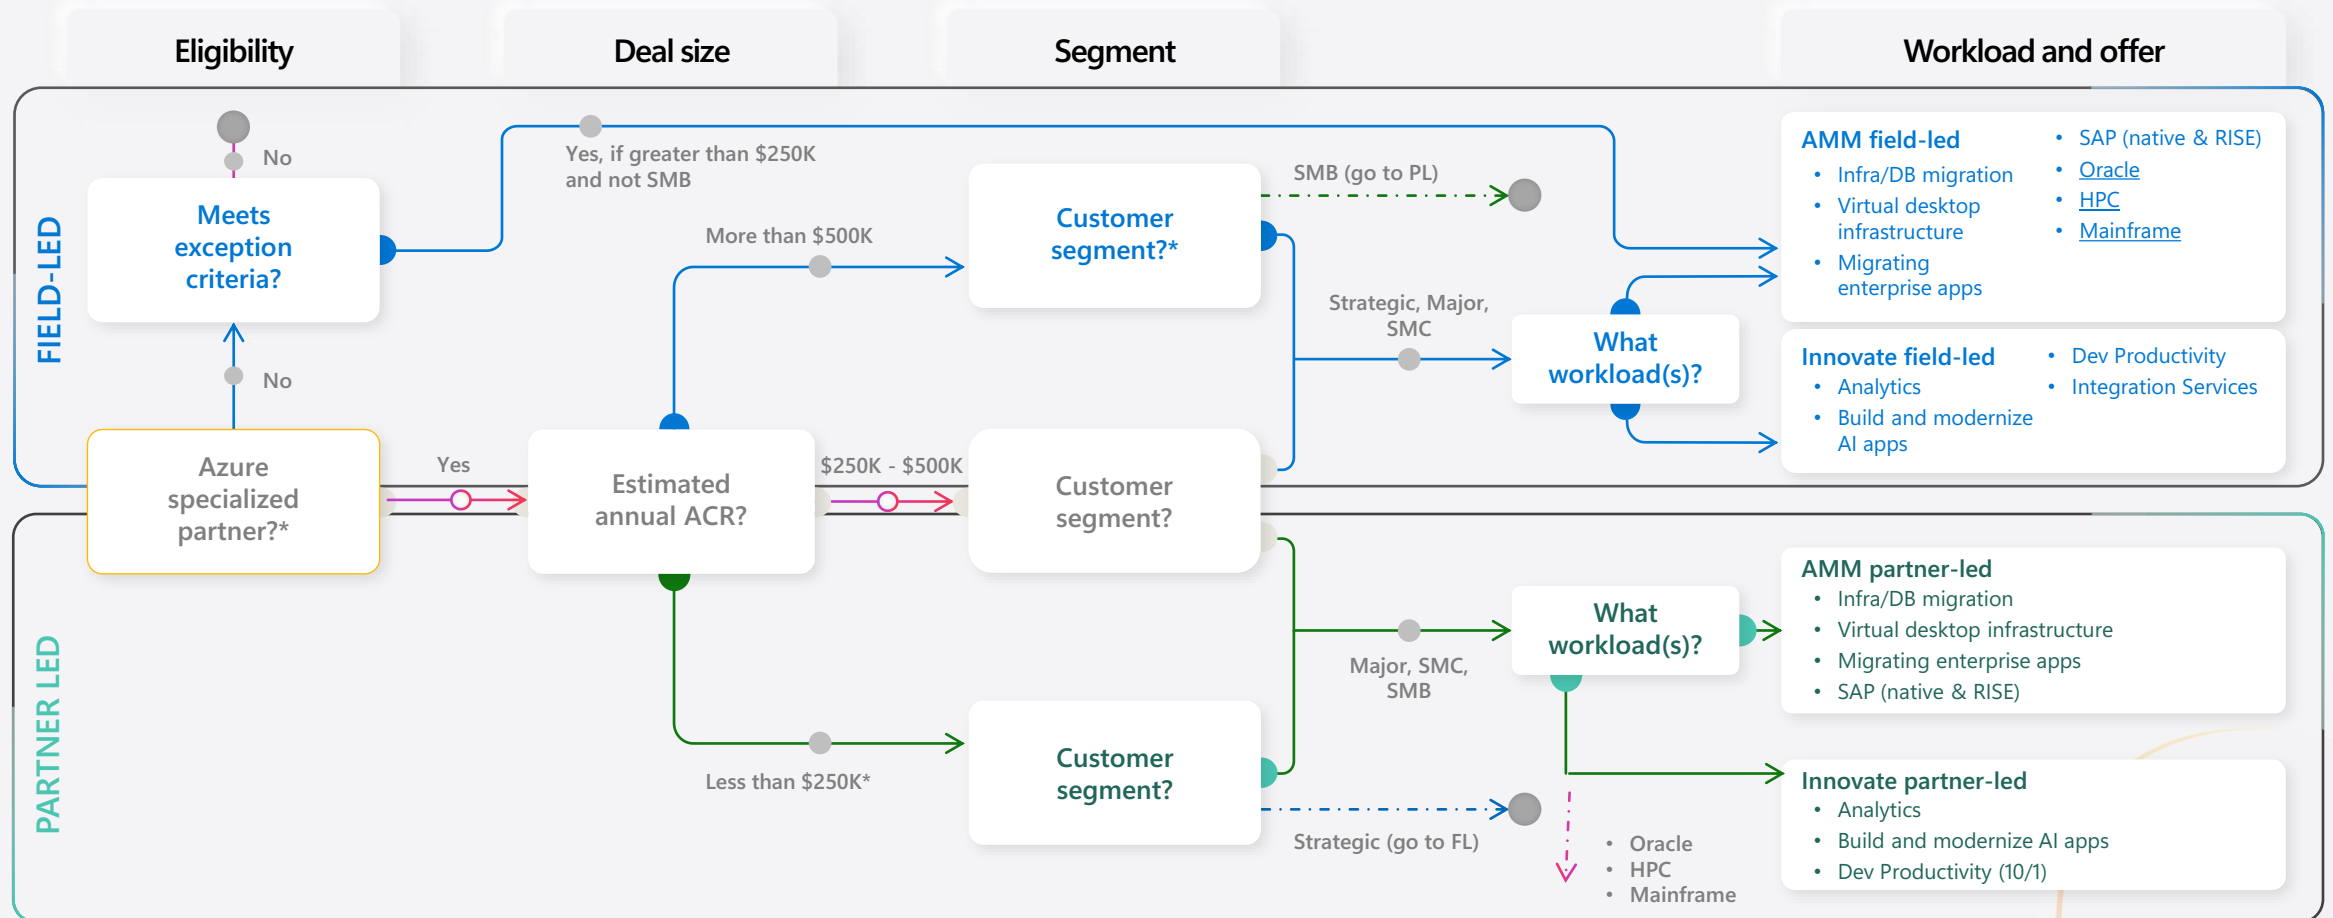 Eligibility
Deal size
Segment
Workload and offer
FIELD-LED
No
Meets
exception
criteria?
No
Azure
specialized
partner?*
Yes
Yes, if greater than $250K
and not SMB
More than $500K
Estimated
annual ACR?
$250K - $500K
Less than $250K*
Customer
segment?*
SMB (go to PL)
Strategic, Major,
SMC
Customer
segment?
What
workload(s)?
AMM field-led
• Infra/DB migration
• Virtual desktop
infrastructure
• Migrating
enterprise apps
• SAP (native & RISE)
• Oracle
• HPC
• Mainframe
Innovate field-led
• Analytics
• Build and modernize
AI apps
• Dev Productivity
• Integration Services
PARTNER LED
Customer
segment?
Major, SMC,
SMB
Strategic (go to FL)
What
workload(s)?
• Oracle
• HPC
• Mainframe
AMM partner-led
• Infra/DB migration
• Virtual desktop infrastructure
• Migrating enterprise apps
• SAP (native & RISE)
Innovate partner-led
• Analytics
• Build and modernize AI apps
• Dev Productivity (10/1)